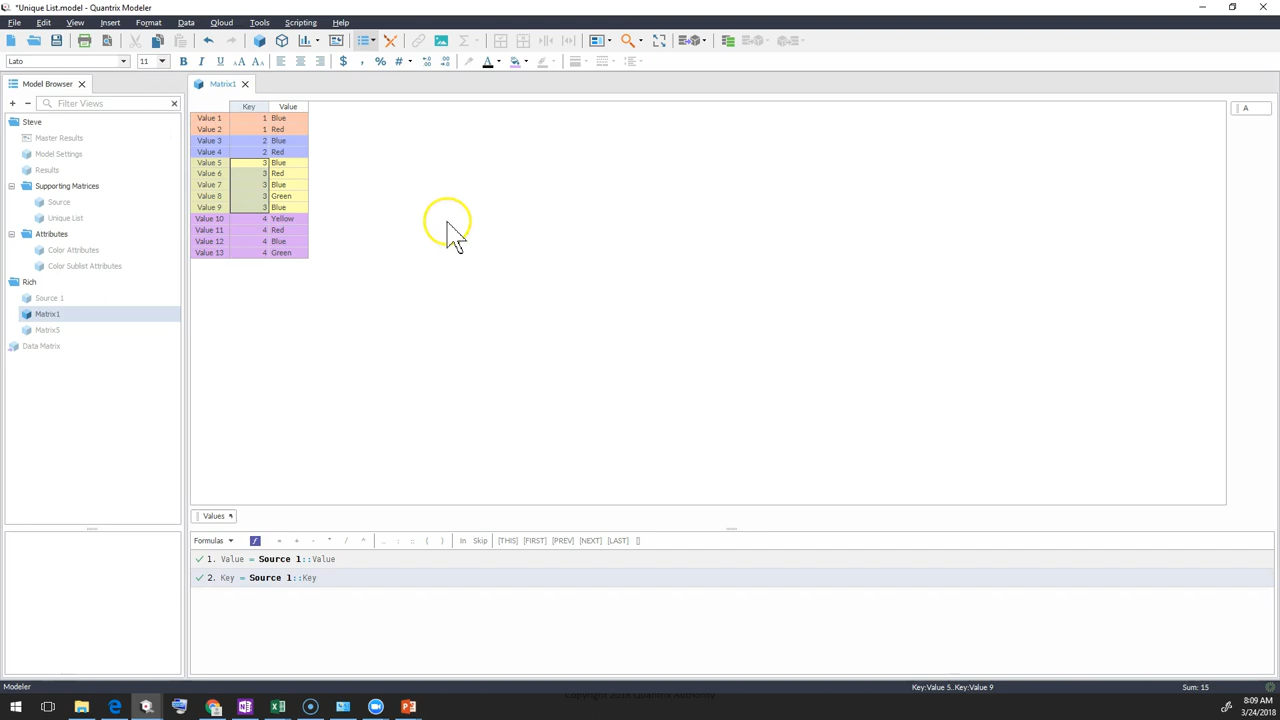 *Unique List.model - Quantrix Modeler
File Edit View Insert Format Data Qloud Tools Scripting Help
Lato 11 B I U AA AA $ , % #
Model Browser
Matrix1
Filter Views
A
Key Value
Value 1 1 Blue
Value 2 1 Red
Value 3 2 Blue
Value 4 2 Red
Value 5 3 Blue
Value 6 3 Red
Value 7 3 Blue
Value 8 3 Green
Value 9 3 Blue
Value 10 4 Yellow
Value 11 4 Red
Value 12 4 Blue
Value 13 4 Green
Steve
Master Results
Model Settings
Results
Supporting Matrices
Source
Unique List
Attributes
Color Attributes
Color Sublist Attributes
Rich
Source 1
Matrix1
Matrix5
Data Matrix
Values
Formulas f = + - * / ^ .. : :: ( ) In Skip [THIS] [FIRST] [PREV] [NEXT] [LAST] []
1. Value = Source 1::Value
2. Key = Source 1::Key
Modeler
Key:Value 5..Key:Value 9
Sum: 15
8:09 AM
3/24/2018